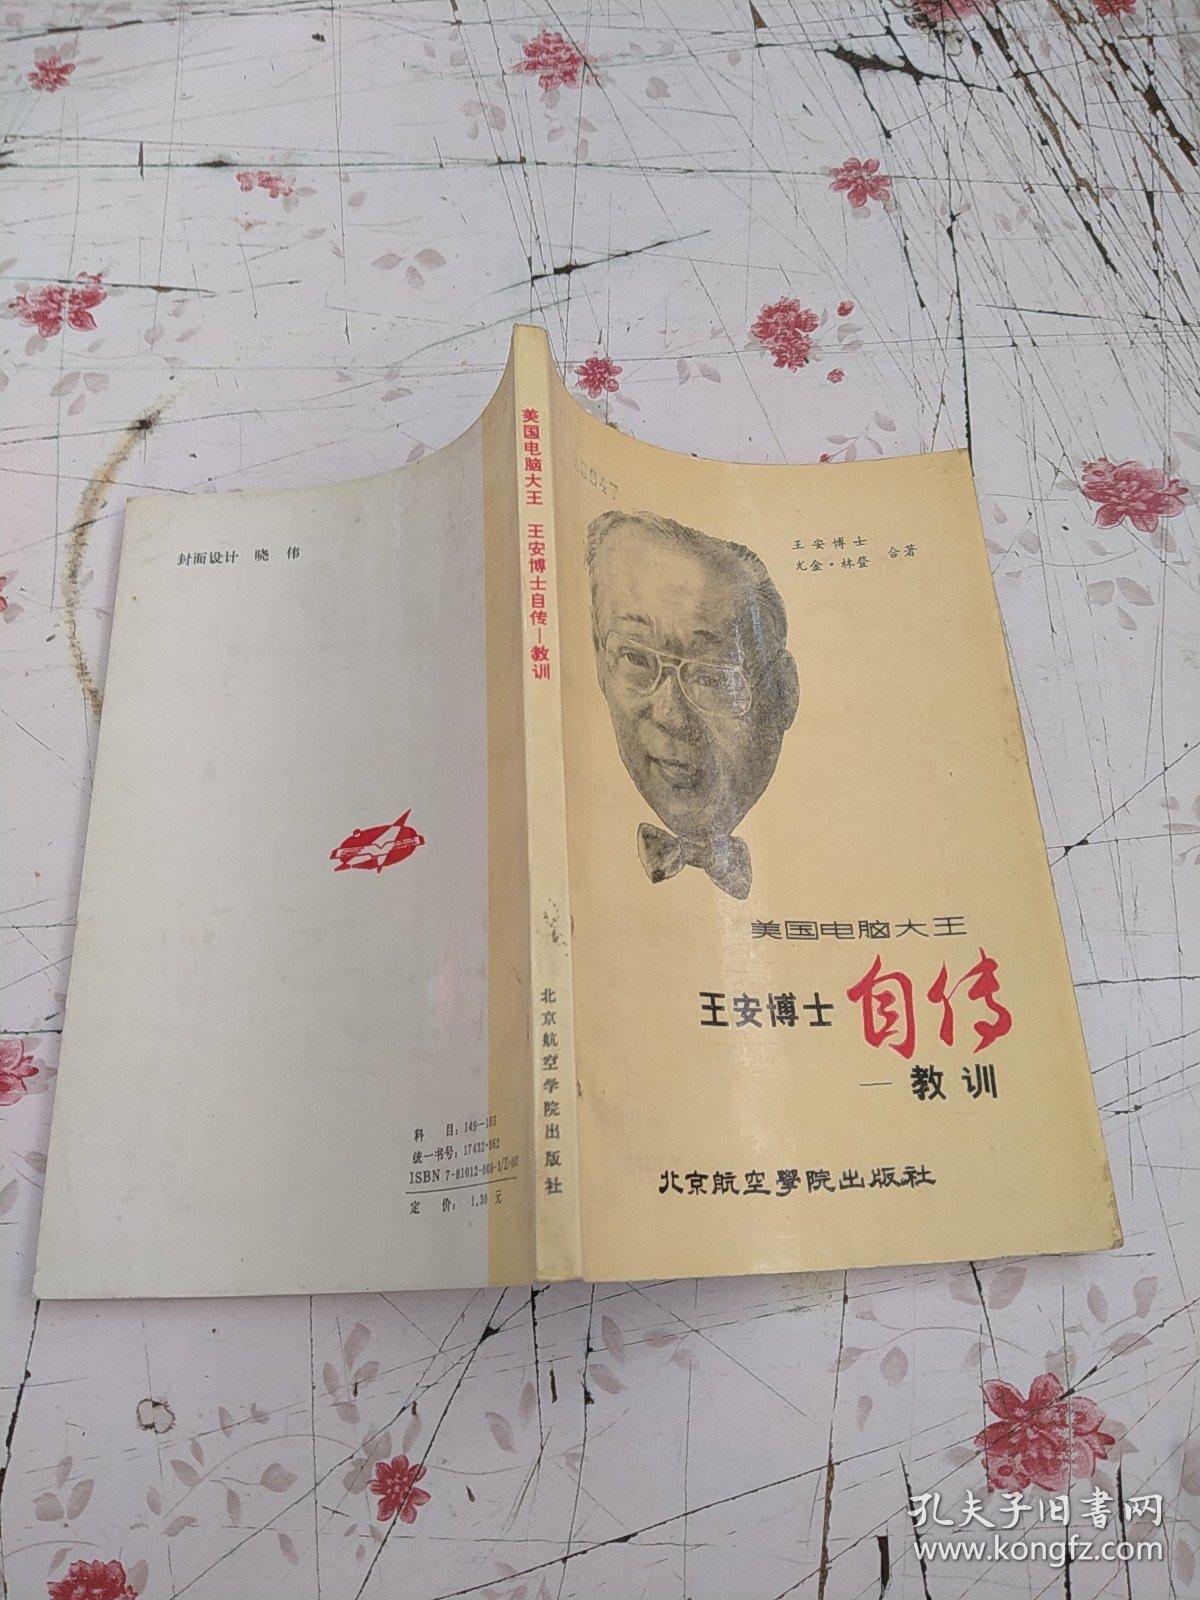 封面设计 晓 伟
科 目：149—165
统一书号：17432·062
ISBN 7-81012-009-3/Z·002
定 价： 1.30 元
美国电脑大王 王安博士自传—教训
北京航空学院出版社
王安博士
尤金·林登 合著
美国电脑大王
王安博士自传
— 教训
北京航空學院出版社
孔夫子旧書网
www.kongfz.com